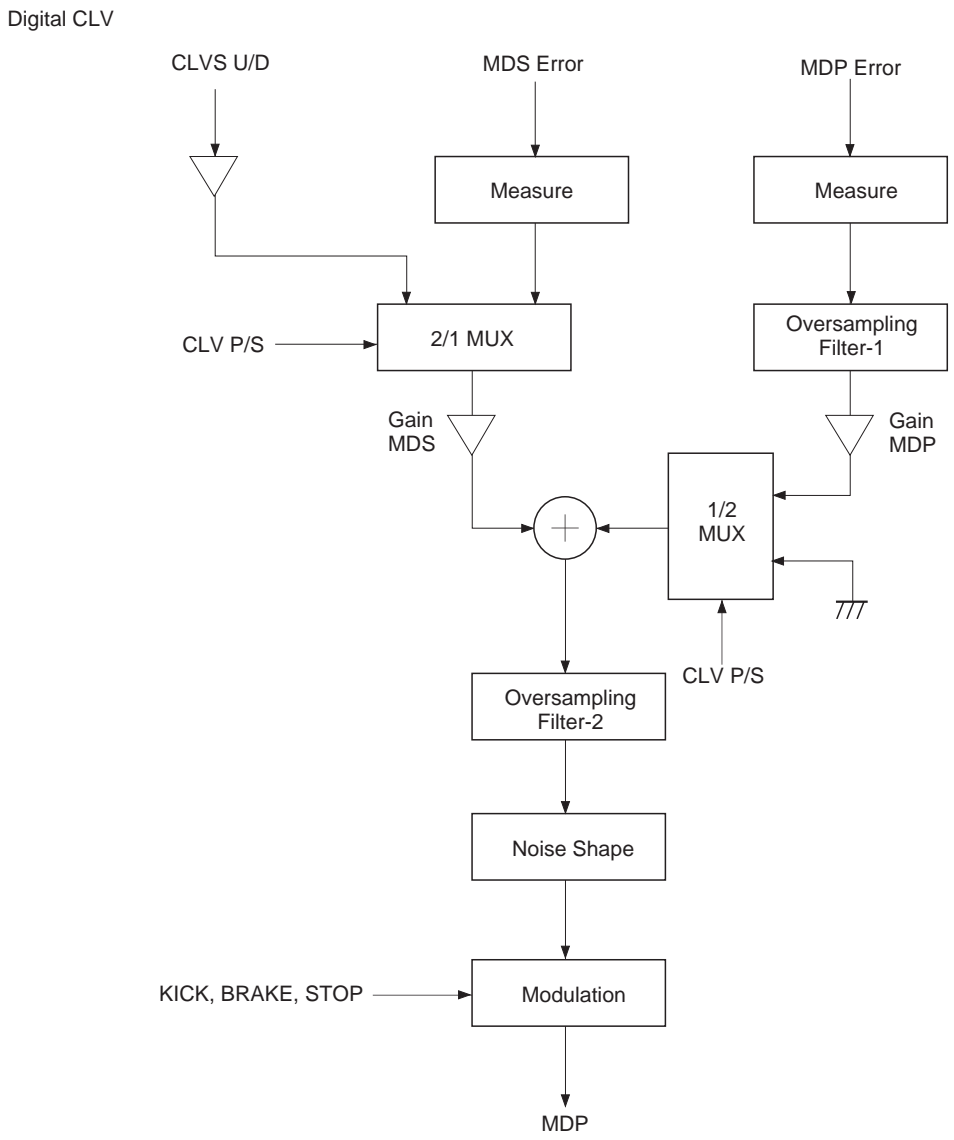 Digital CLV
CLVS U/D
MDS Error
MDP Error
Measure
Measure
CLV P/S
2/1 MUX
Oversampling
Filter-1
Gain
MDS
Gain
MDP
1/2
MUX
CLV P/S
Oversampling
Filter-2
Noise Shape
KICK, BRAKE, STOP
Modulation
MDP